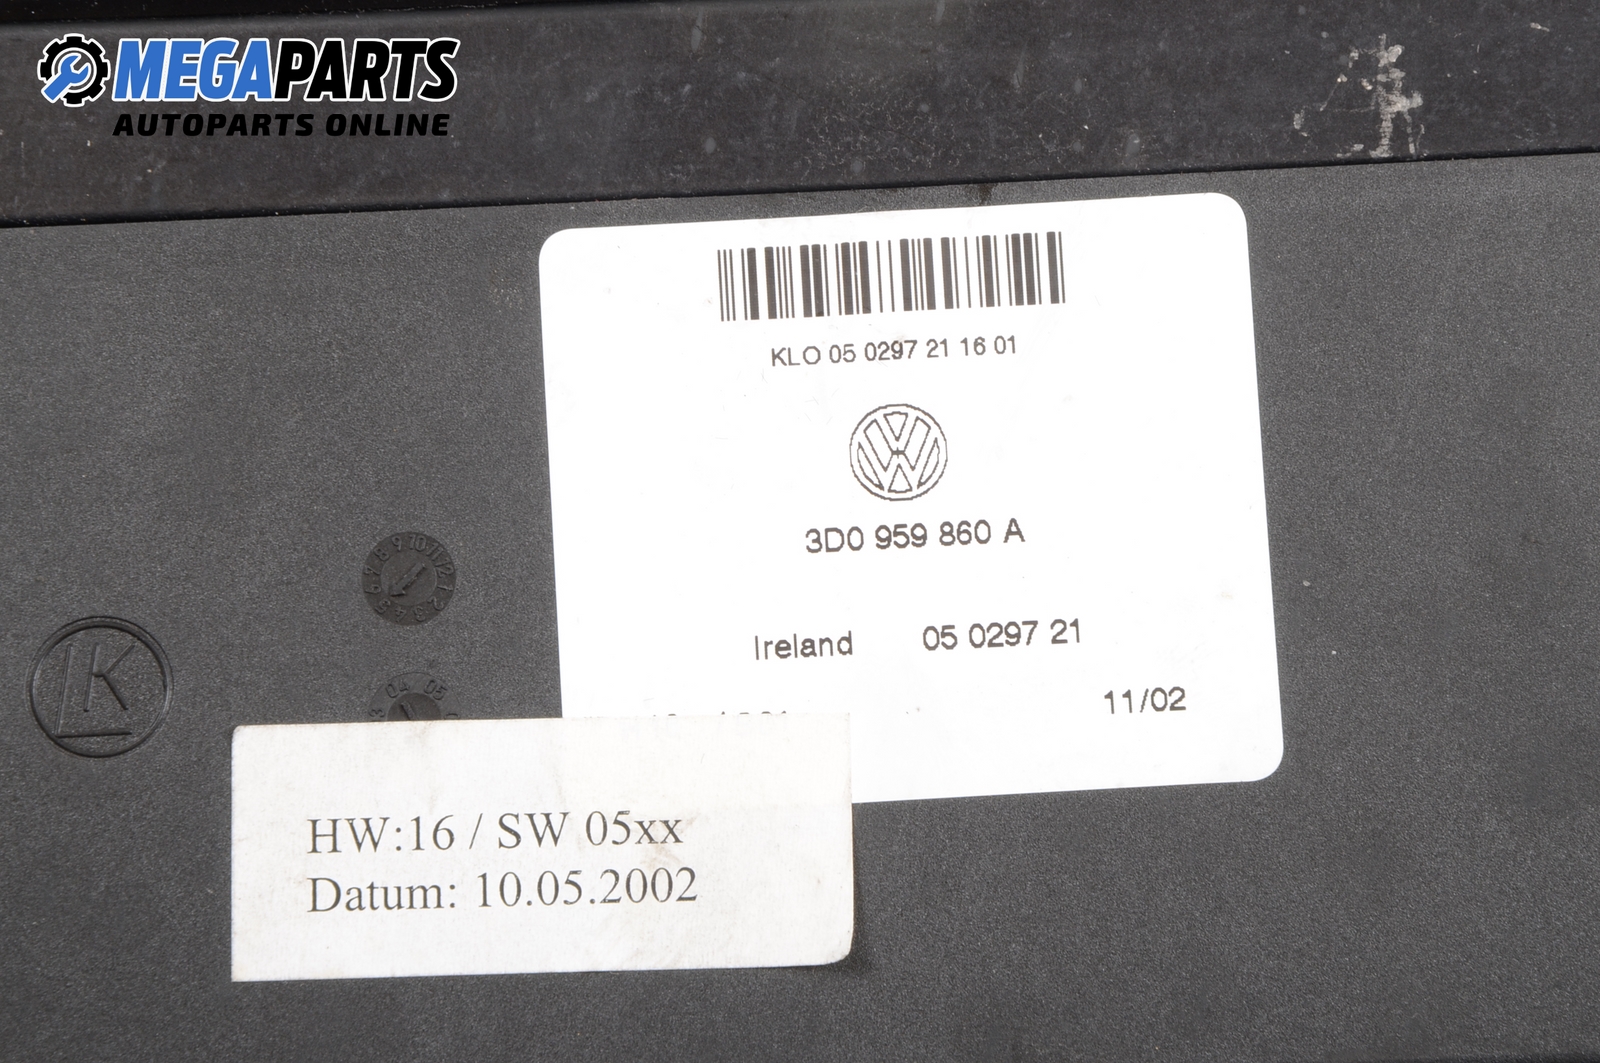 MEGAPARTS
AUTOPARTS ONLINE
KLO 05 0297 21 16 01
3D0 959 860 A
Ireland 05 0297 21
11/02
HW:16 / SW 05xx
Datum: 10.05.2002
LK